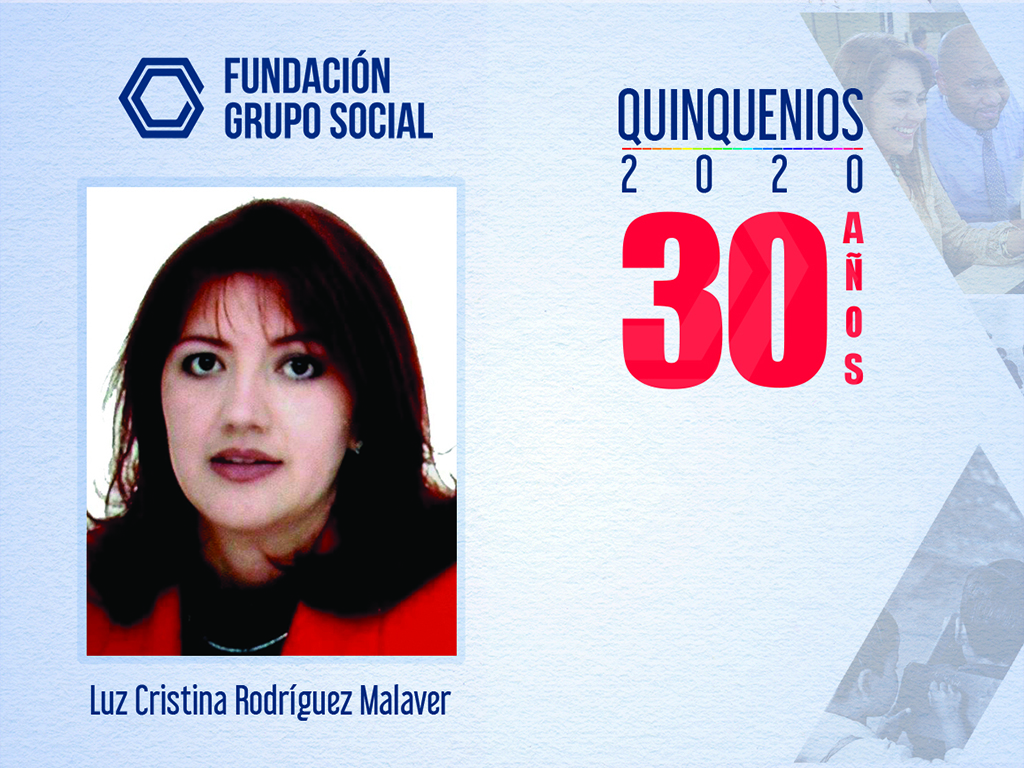 FUNDACIÓN
GRUPO SOCIAL
QUINQUENIOS
2020
30
AÑOS
Luz Cristina Rodríguez Malaver